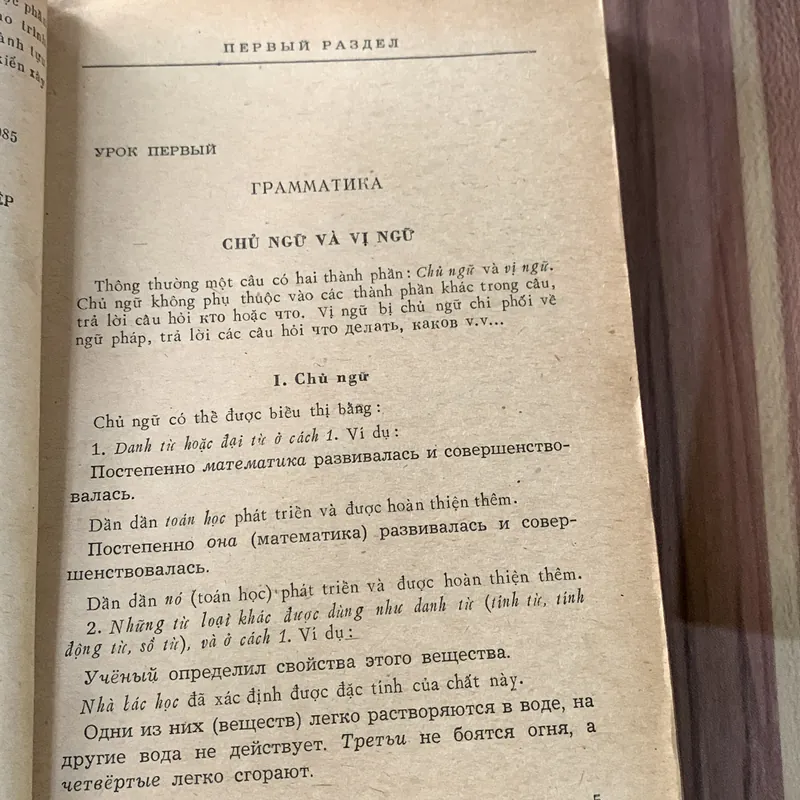 ao trình
ành tựu
kiến xây
985
ỆP
ПЕРВЫЙ РАЗДЕЛ
УРОК ПЕРВЫЙ
ГРАММАТИКА
CHỦ NGỮ VÀ VỊ NGỮ
Thông thường một câu có hai thành phần: Chủ ngữ và vị ngữ.
Chủ ngữ không phụ thuộc vào các thành phần khác trong câu,
trả lời câu hỏi кто hoặc что. Vị ngữ bị chủ ngữ chi phối về
ngữ pháp, trả lời các câu hỏi что делать, каков v.v...
I. Chủ ngữ
Chủ ngữ có thể được biểu thị bằng:
1. Danh từ hoặc đại từ ở cách 1. Ví dụ:
Постепенно математика развивалась и совершенство-
валась.
Dần dần toán học phát triển và được hoàn thiện thêm.
Постепенно она (математика) развивалась и совер-
шенствовалась.
Dần dần nó (toán học) phát triển và được hoàn thiện thêm.
2. Những từ loại khác được dùng như danh từ (tính từ, tính
động từ, số từ), và ở cách 1. Ví dụ:
Учёный определил свойства этого вещества.
Nhà bác học đã xác định được đặc tính của chất này.
Одни из них (веществ) легко растворяются в воде, на
другие вода не действует. Третьи не боятся огня, а
четвёртые легко сгорают.
5